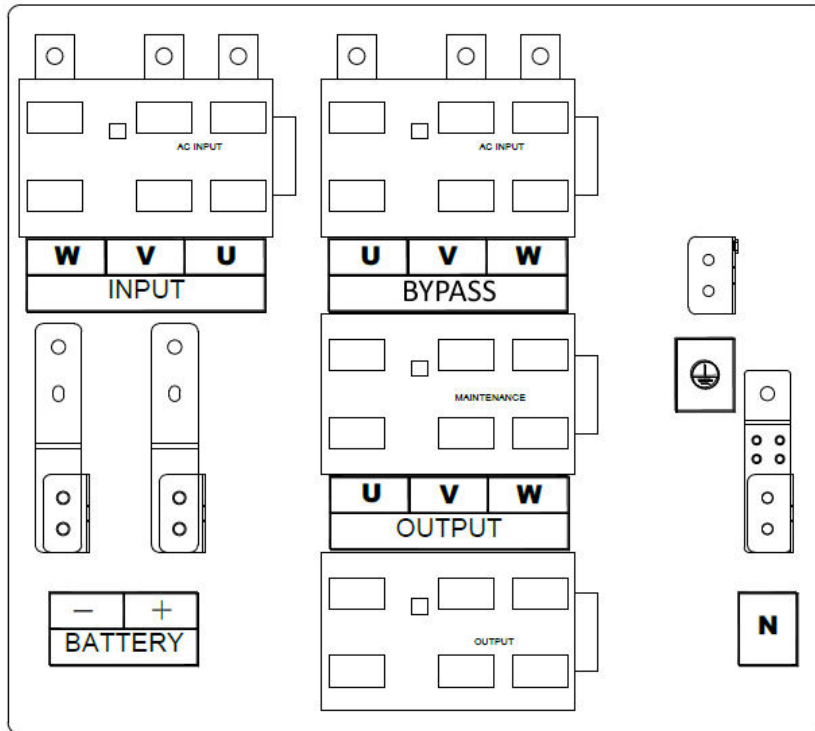 AC INPUT
W V U
INPUT
AC INPUT
U V W
BYPASS
MAINTENANCE
U V W
OUTPUT
OUTPUT
− +
BATTERY
N